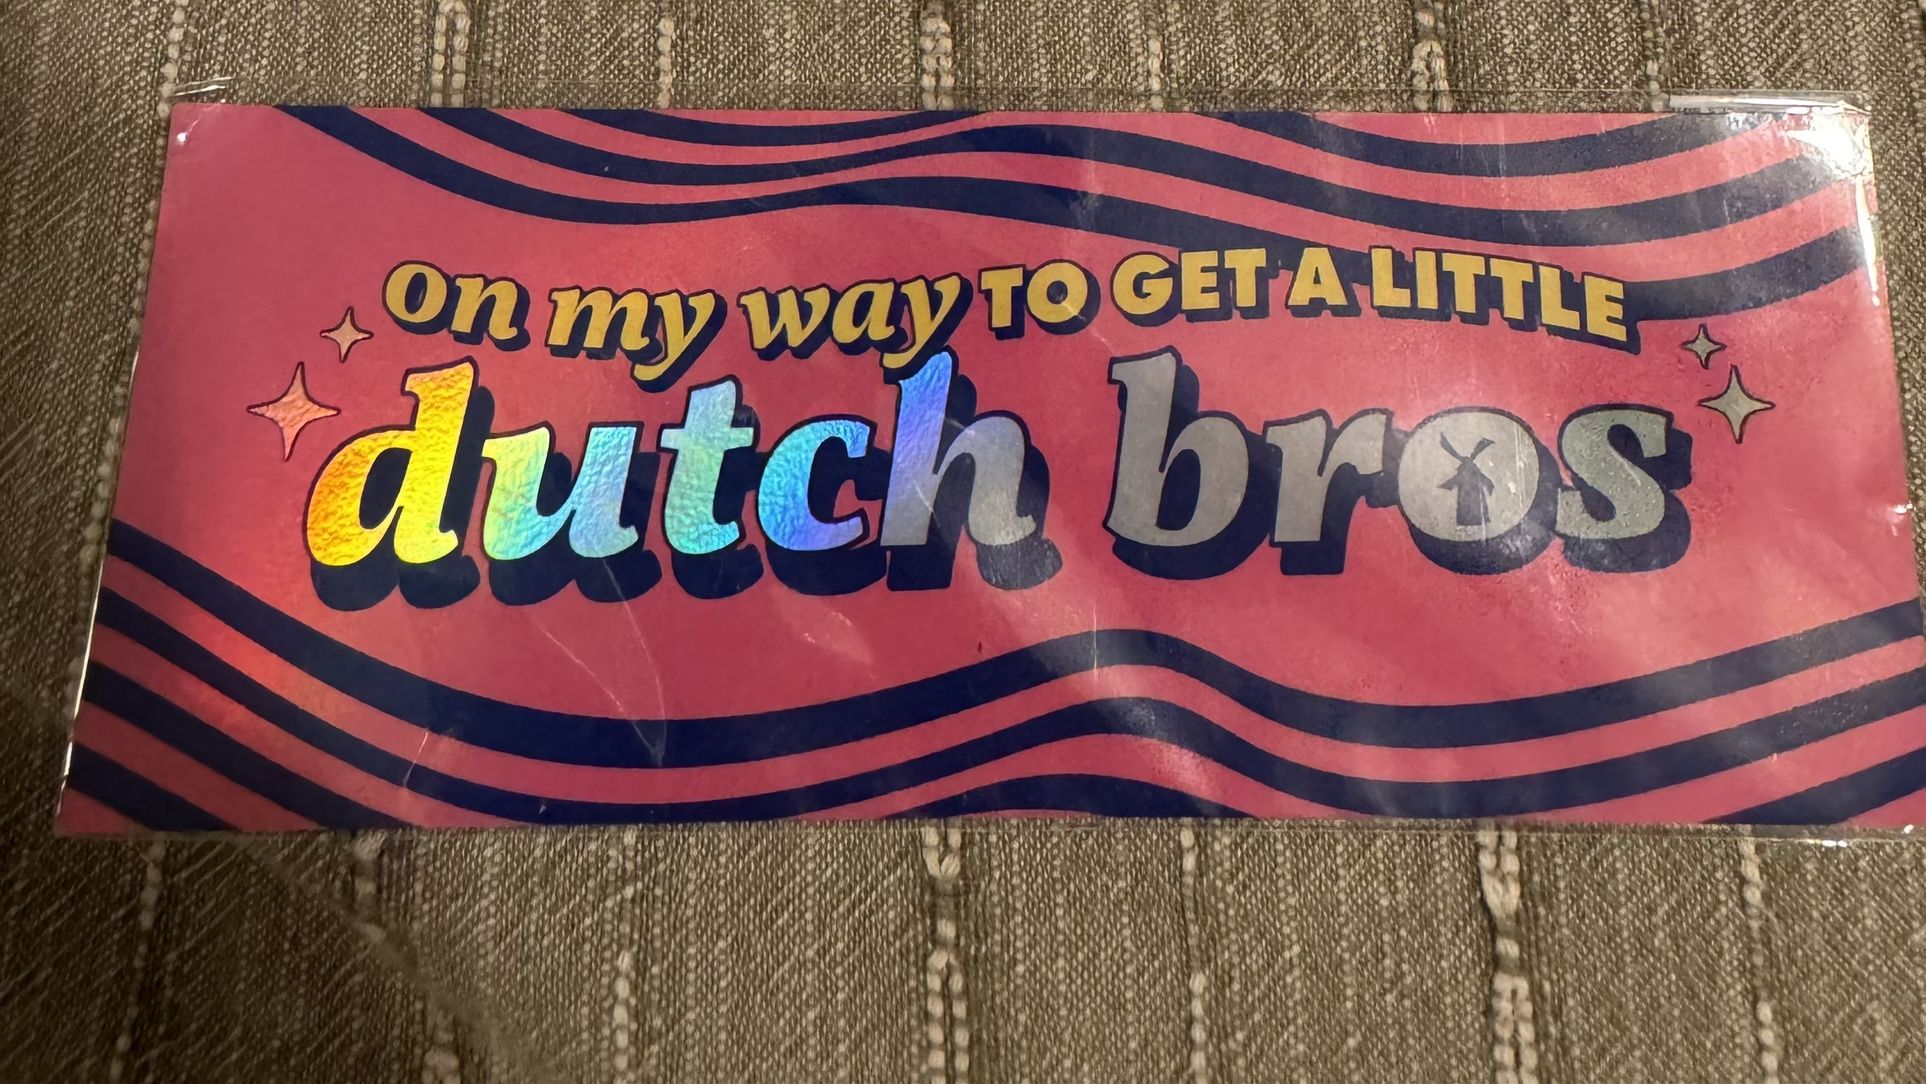 on my way TO GET A LITTLE
dutch bros